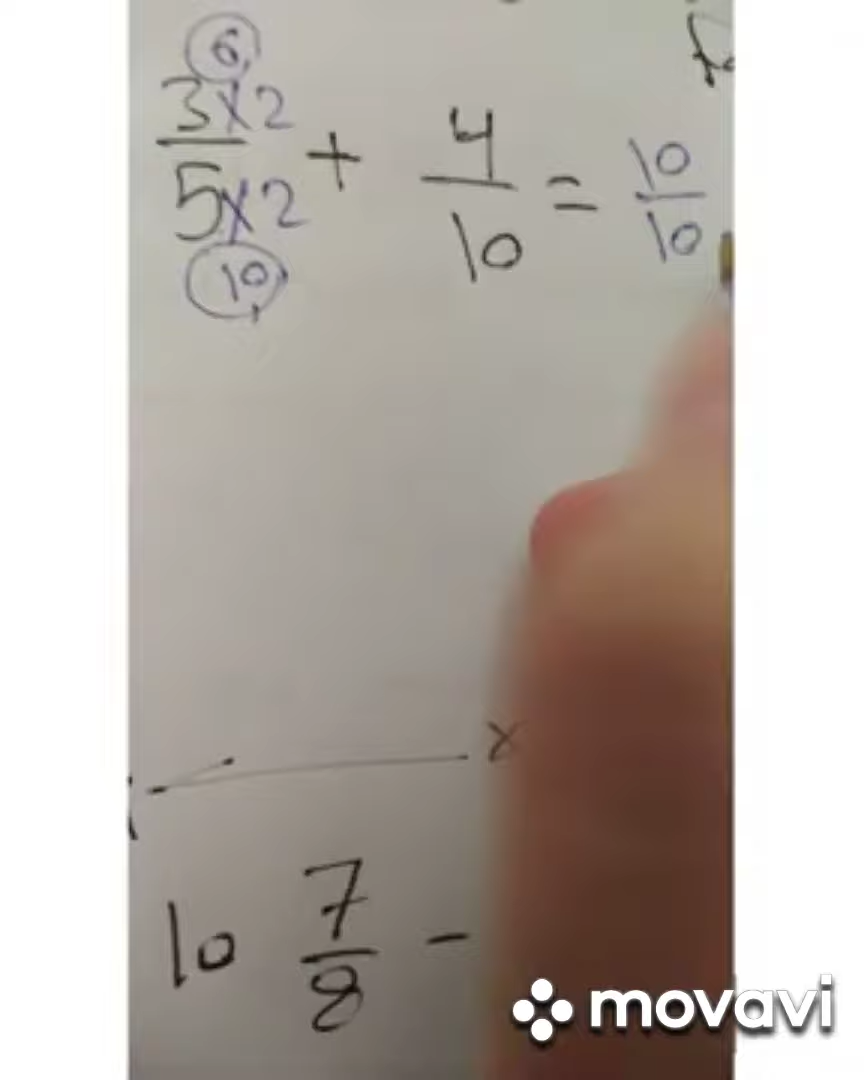 6
3x2 4 10
— + — = —
5x2 10 10
10
x
10 7/8 -
movavi